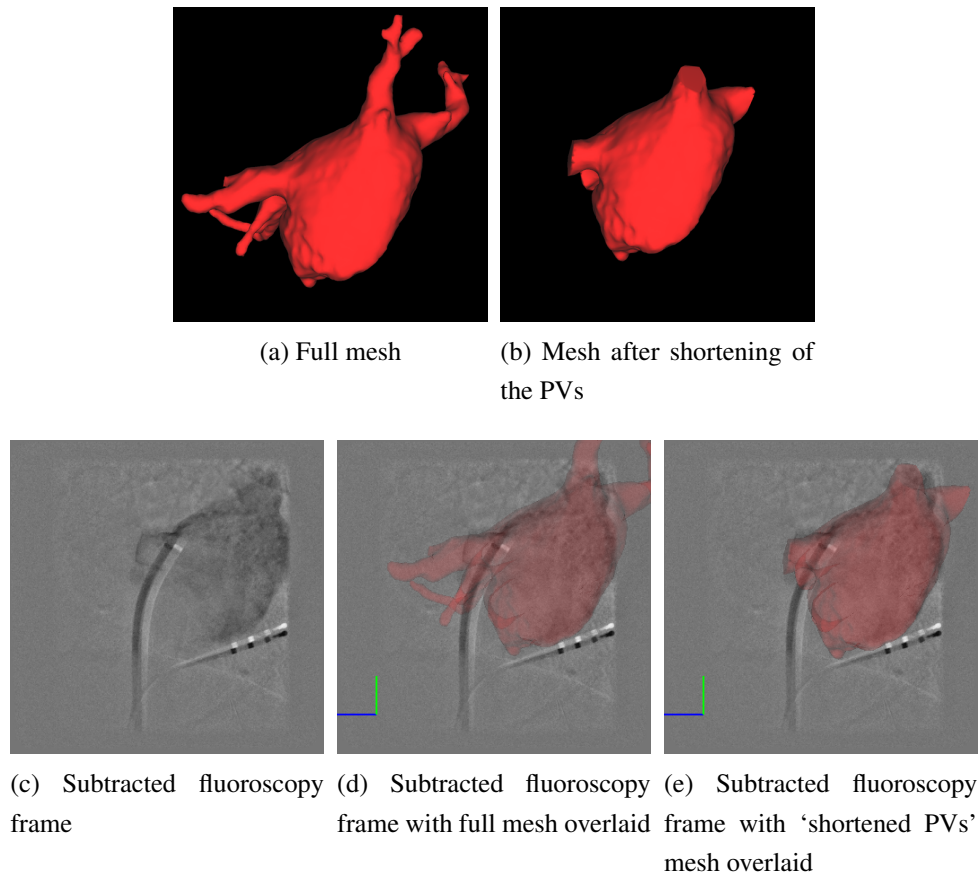 (a) Full mesh
(b) Mesh after shortening of
the PVs
(c) Subtracted fluoroscopy
frame
(d) Subtracted fluoroscopy
frame with full mesh overlaid
(e) Subtracted fluoroscopy
frame with ‘shortened PVs’
mesh overlaid